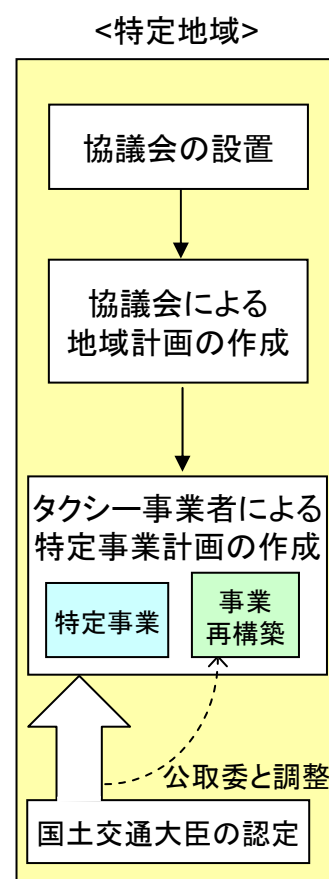 <特定地域>
協議会の設置
協議会による
地域計画の作成
タクシー事業者による
特定事業計画の作成
特定事業
事業
再構築
公取委と調整
国土交通大臣の認定